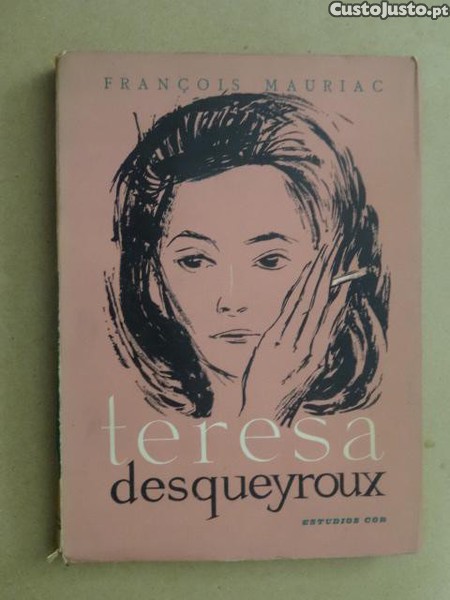 CustoJusto.pt
FRANÇOIS MAURIAC
teresa
desqueyroux
ESTUDIOS COR